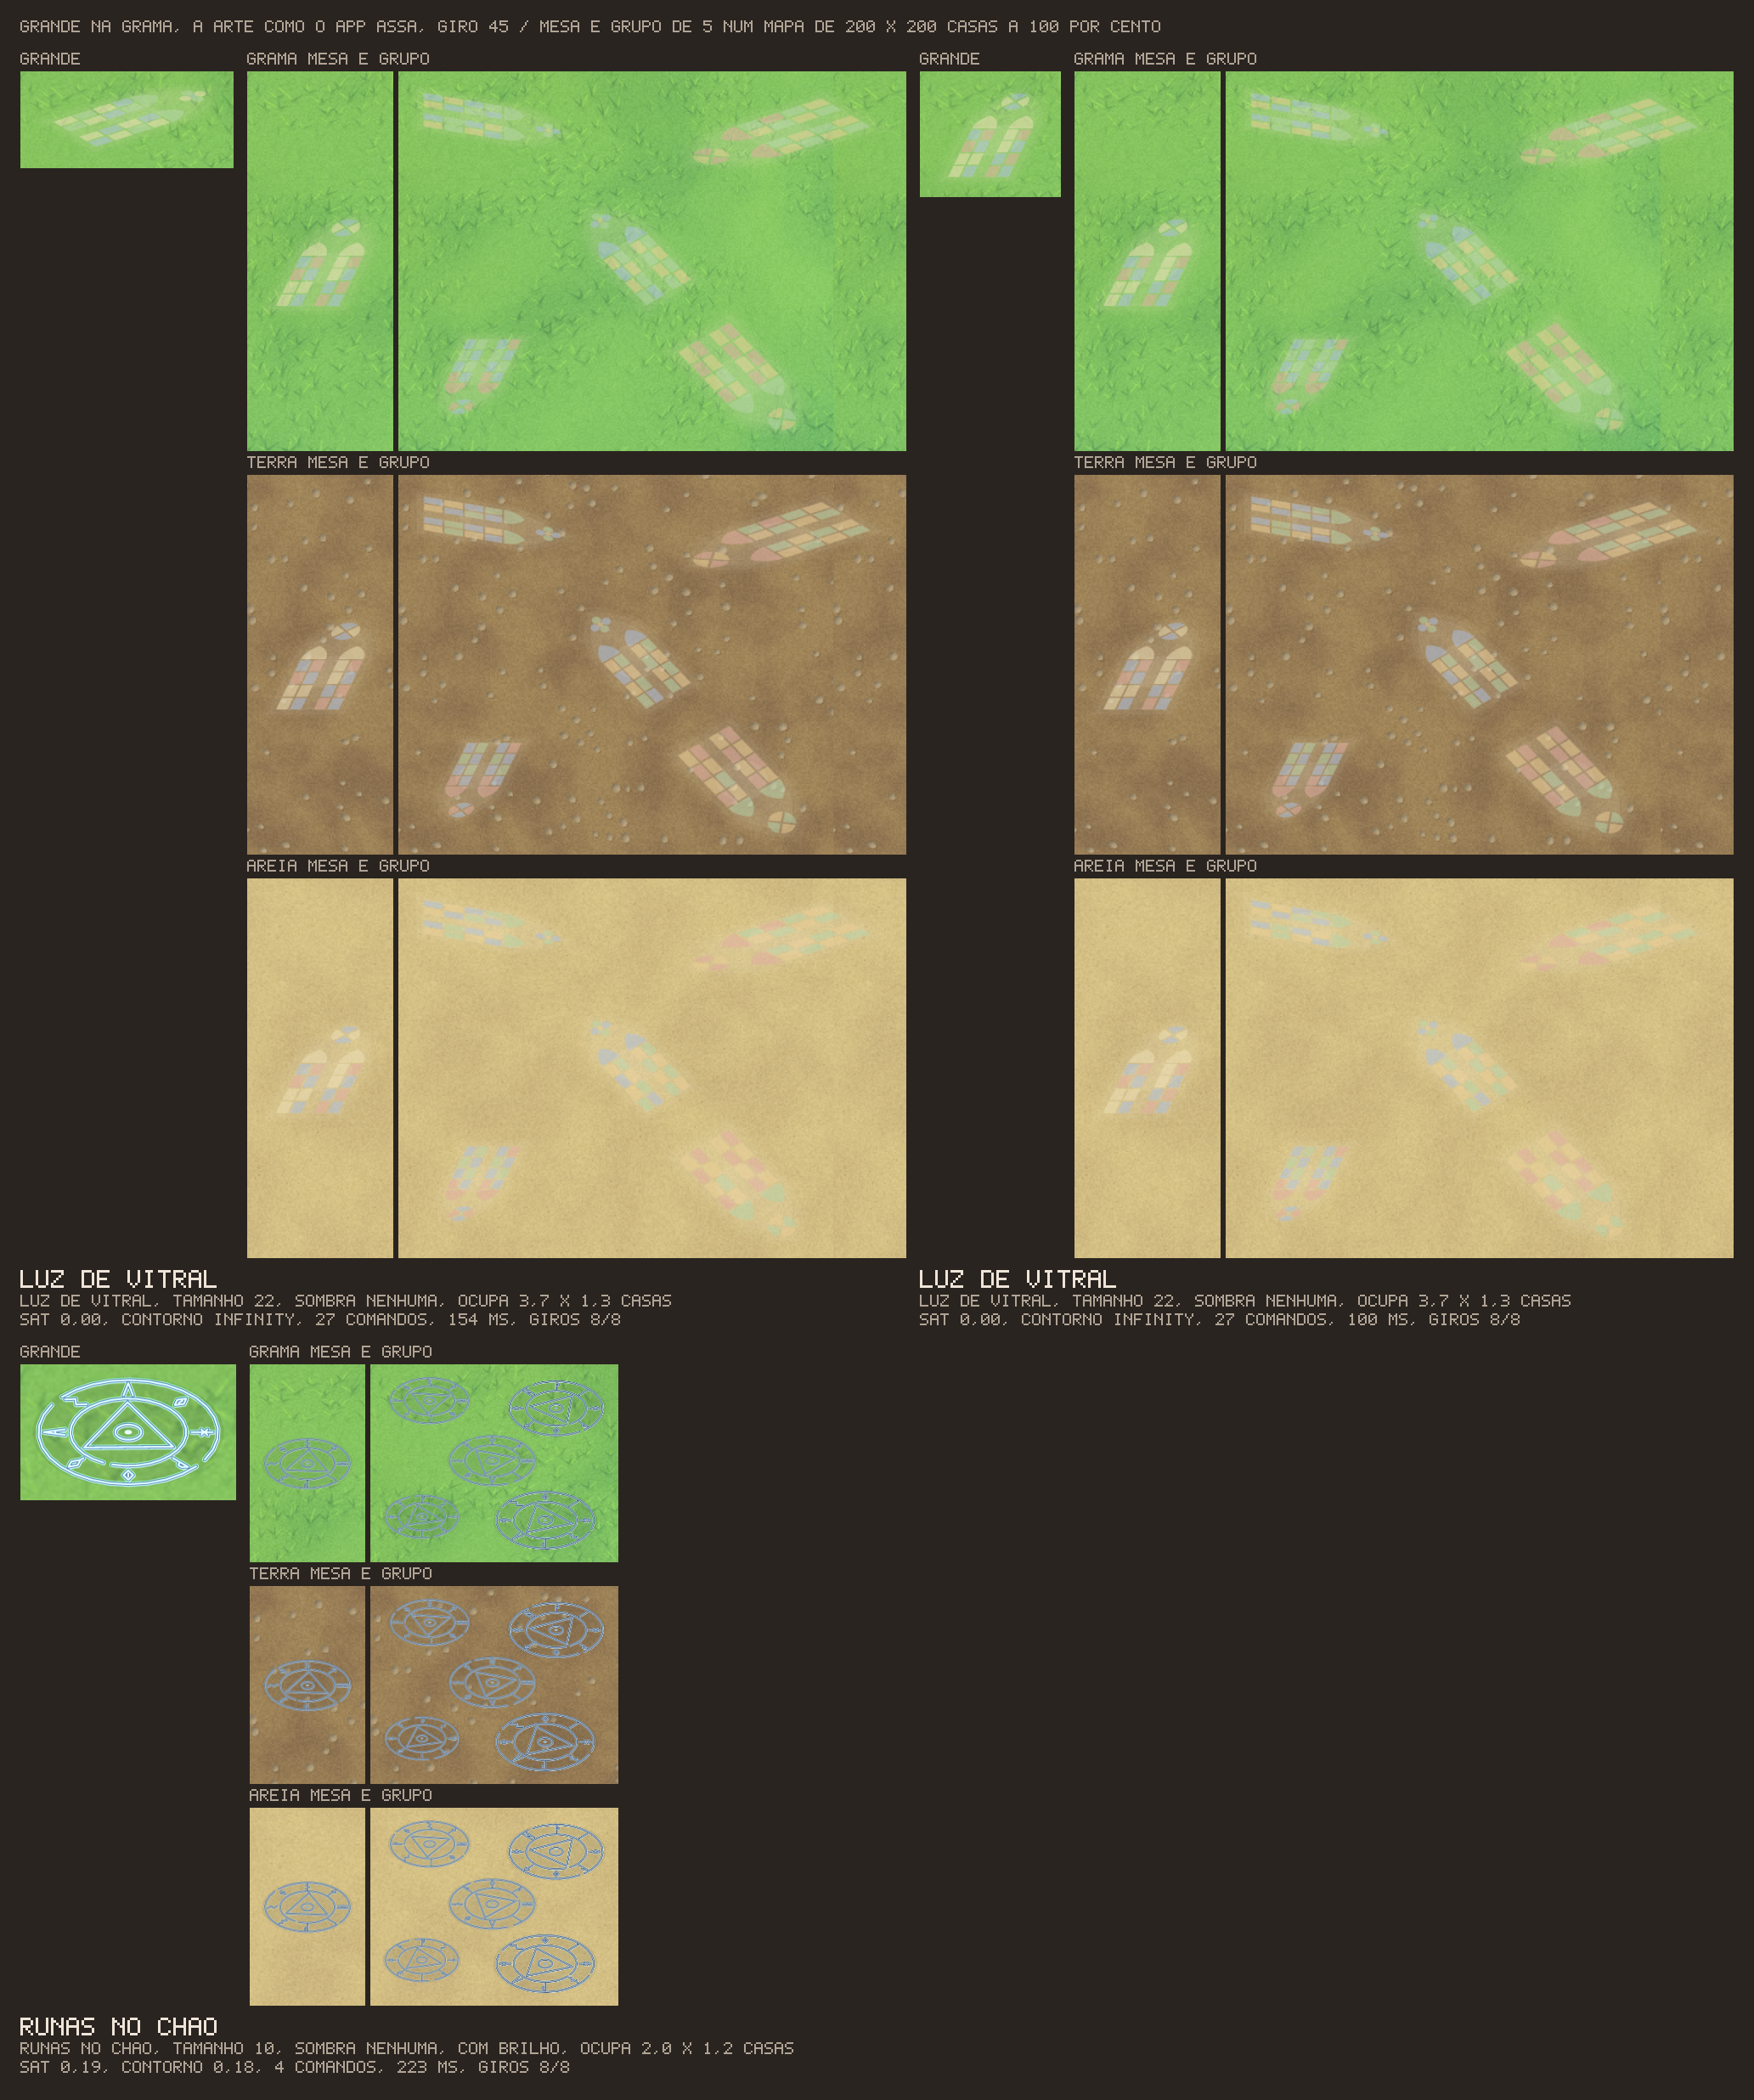 GRANDE NA GRAMA, A ARTE COMO O APP ASSA, GIRO 45 / MESA E GRUPO DE 5 NUM MAPA DE 200 X 200 CASAS A 100 POR CENTO
GRANDE
GRAMA MESA E GRUPO
GRANDE
GRAMA MESA E GRUPO
TERRA MESA E GRUPO
TERRA MESA E GRUPO
AREIA MESA E GRUPO
AREIA MESA E GRUPO
LUZ DE VITRAL
LUZ DE VITRAL, TAMANHO 22, SOMBRA NENHUMA, OCUPA 3,7 X 1,3 CASAS
SAT 0,00, CONTORNO INFINITY, 27 COMANDOS, 154 MS, GIROS 8/8
LUZ DE VITRAL
LUZ DE VITRAL, TAMANHO 22, SOMBRA NENHUMA, OCUPA 3,7 X 1,3 CASAS
SAT 0,00, CONTORNO INFINITY, 27 COMANDOS, 100 MS, GIROS 8/8
GRANDE
GRAMA MESA E GRUPO
TERRA MESA E GRUPO
AREIA MESA E GRUPO
RUNAS NO CHAO
RUNAS NO CHAO, TAMANHO 10, SOMBRA NENHUMA, COM BRILHO, OCUPA 2,0 X 1,2 CASAS
SAT 0,19, CONTORNO 0,18, 4 COMANDOS, 223 MS, GIROS 8/8